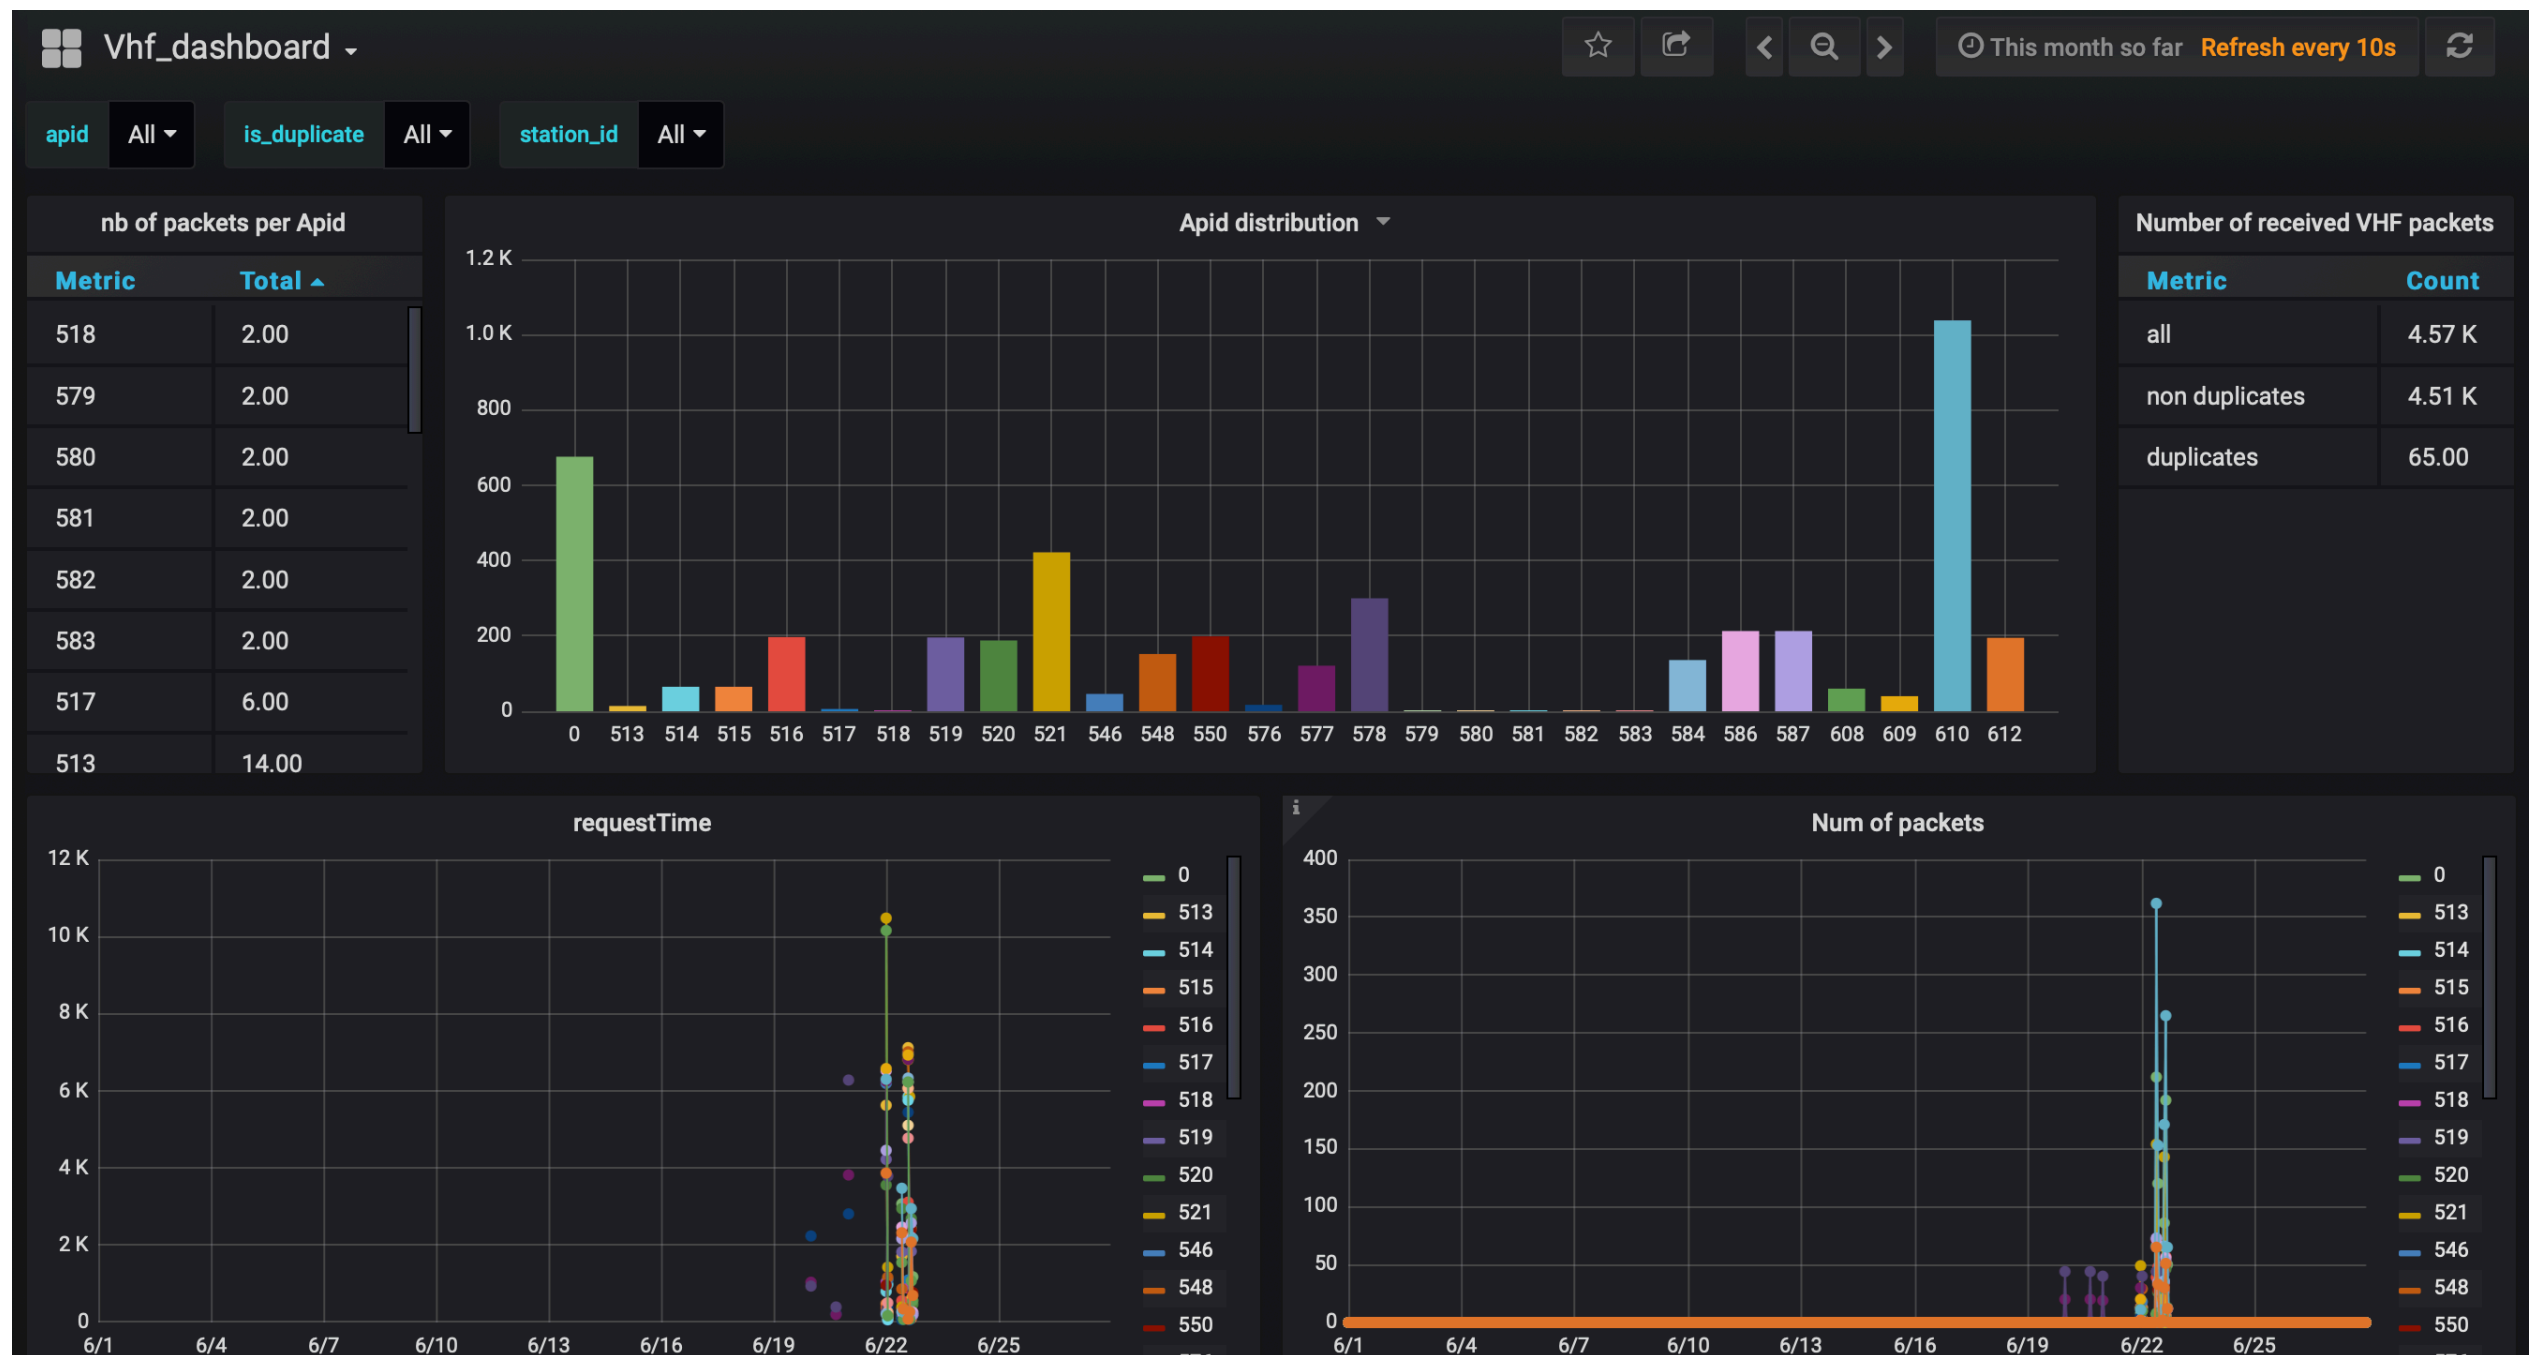 Vhf_dashboard
This month so far Refresh every 10s
apid All is_duplicate All station_id All
nb of packets per Apid
Metric Total
518 2.00
579 2.00
580 2.00
581 2.00
582 2.00
583 2.00
517 6.00
513 14.00
Apid distribution
1.2 K
1.0 K
800
600
400
200
0
0 513 514 515 516 517 518 519 520 521 546 548 550 576 577 578 579 580 581 582 583 584 586 587 608 609 610 612
Number of received VHF packets
Metric Count
all 4.57 K
non duplicates 4.51 K
duplicates 65.00
requestTime
12 K
10 K
8 K
6 K
4 K
2 K
0
6/1 6/4 6/7 6/10 6/13 6/16 6/19 6/22 6/25
0
513
514
515
516
517
518
519
520
521
546
548
550
i
Num of packets
400
350
300
250
200
150
100
50
0
6/1 6/4 6/7 6/10 6/13 6/16 6/19 6/22 6/25
0
513
514
515
516
517
518
519
520
521
546
548
550